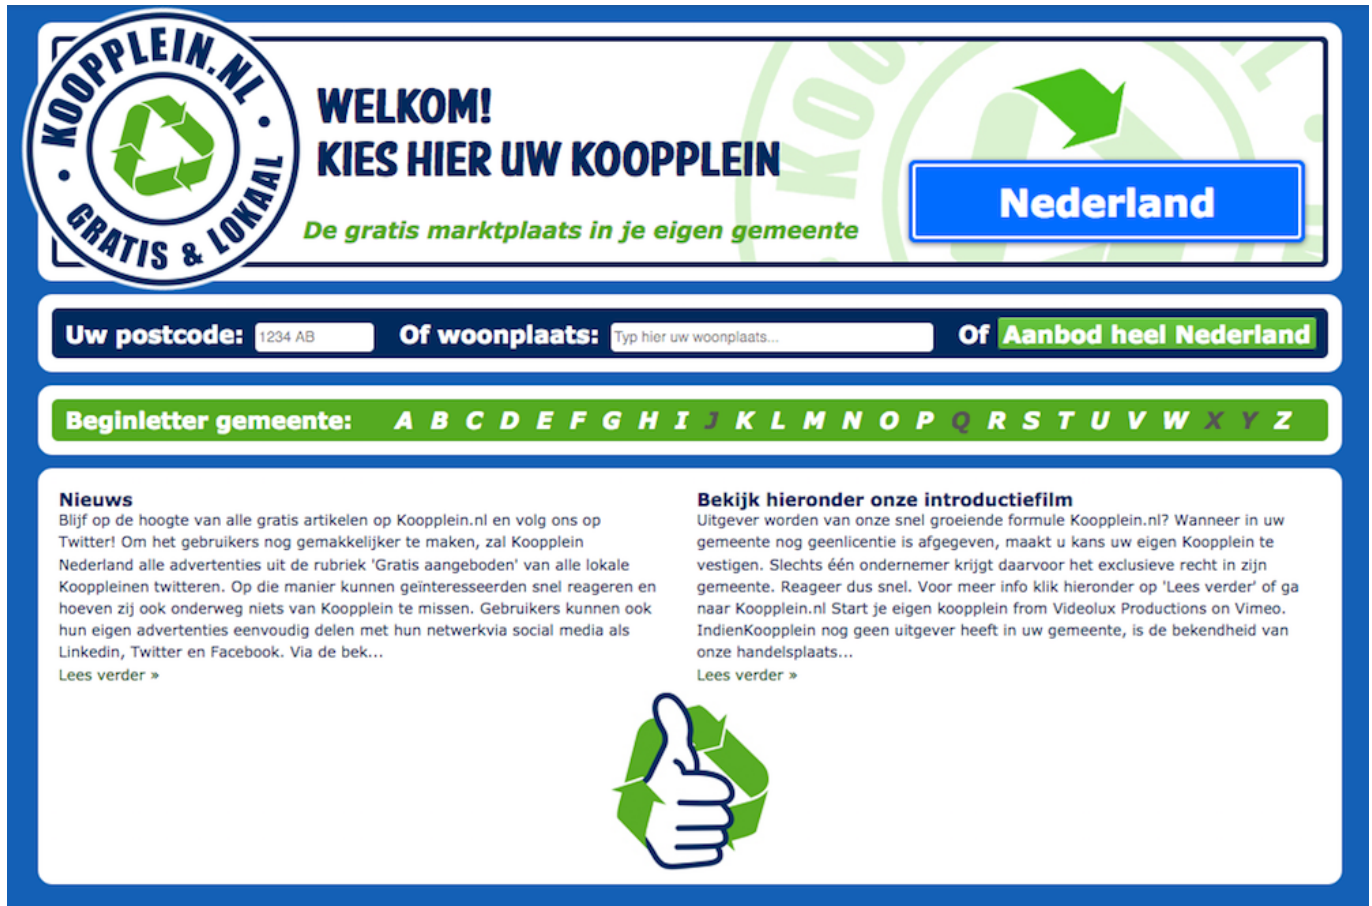 KOOPPLEIN.NL
GRATIS & LOKAAL
WELKOM!
KIES HIER UW KOOPPLEIN
De gratis marktplaats in je eigen gemeente
Nederland
Uw postcode: 1234 AB Of woonplaats: Typ hier uw woonplaats... Of Aanbod heel Nederland
Beginletter gemeente: A B C D E F G H I J K L M N O P Q R S T U V W X Y Z
Nieuws
Blijf op de hoogte van alle gratis artikelen op Koopplein.nl en volg ons op
Twitter! Om het gebruikers nog gemakkelijker te maken, zal Koopplein
Nederland alle advertenties uit de rubriek 'Gratis aangeboden' van alle lokale
Kooppleinen twitteren. Op die manier kunnen geïnteresseerden snel reageren en
hoeven zij ook onderweg niets van Koopplein te missen. Gebruikers kunnen ook
hun eigen advertenties eenvoudig delen met hun netwerkvia social media als
Linkedin, Twitter en Facebook. Via de bek...
Lees verder »
Bekijk hieronder onze introductiefilm
Uitgever worden van onze snel groeiende formule Koopplein.nl? Wanneer in uw
gemeente nog geenlicentie is afgegeven, maakt u kans uw eigen Koopplein te
vestigen. Slechts één ondernemer krijgt daarvoor het exclusieve recht in zijn
gemeente. Reageer dus snel. Voor meer info klik hieronder op 'Lees verder' of ga
naar Koopplein.nl Start je eigen koopplein from Videolux Productions on Vimeo.
IndienKoopplein nog geen uitgever heeft in uw gemeente, is de bekendheid van
onze handelsplaats...
Lees verder »